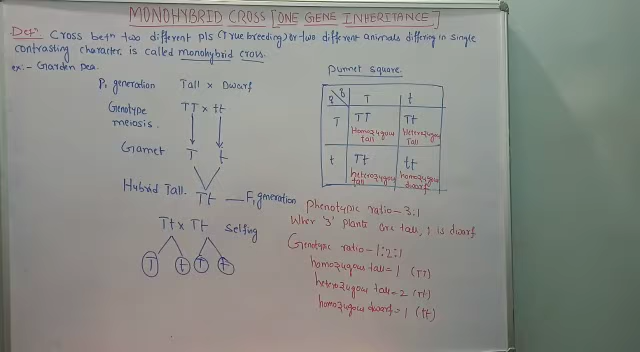 MONOHYBRID CROSS [ONE GENE INHERITANCE]
Defⁿ Cross betⁿ two different pls (True breeding) or two different animals differing in single
contrasting character, is called monohybrid cross.
ex:- Garden Pea.
P₁ generation Tall × Dwarf
Genotype TT × tt
meiosis.
Gamet T t
Hybrid Tall. Tt — F₁ generation
Tt × Tt Selfing
T t T t
Punnet square.
T t
T TT Tt
Homozygous tall heterozygous Tall
t Tt tt
heterozygous tall homozygous dwarf
Phenotypic ratio - 3:1
Wher '3' plants are tall, 1 is dwarf
Genotypic ratio - 1:2:1
homozugous tall = 1 (TT)
heterozugous tall = 2 (Tt)
homozugous dwarf = 1 (tt)